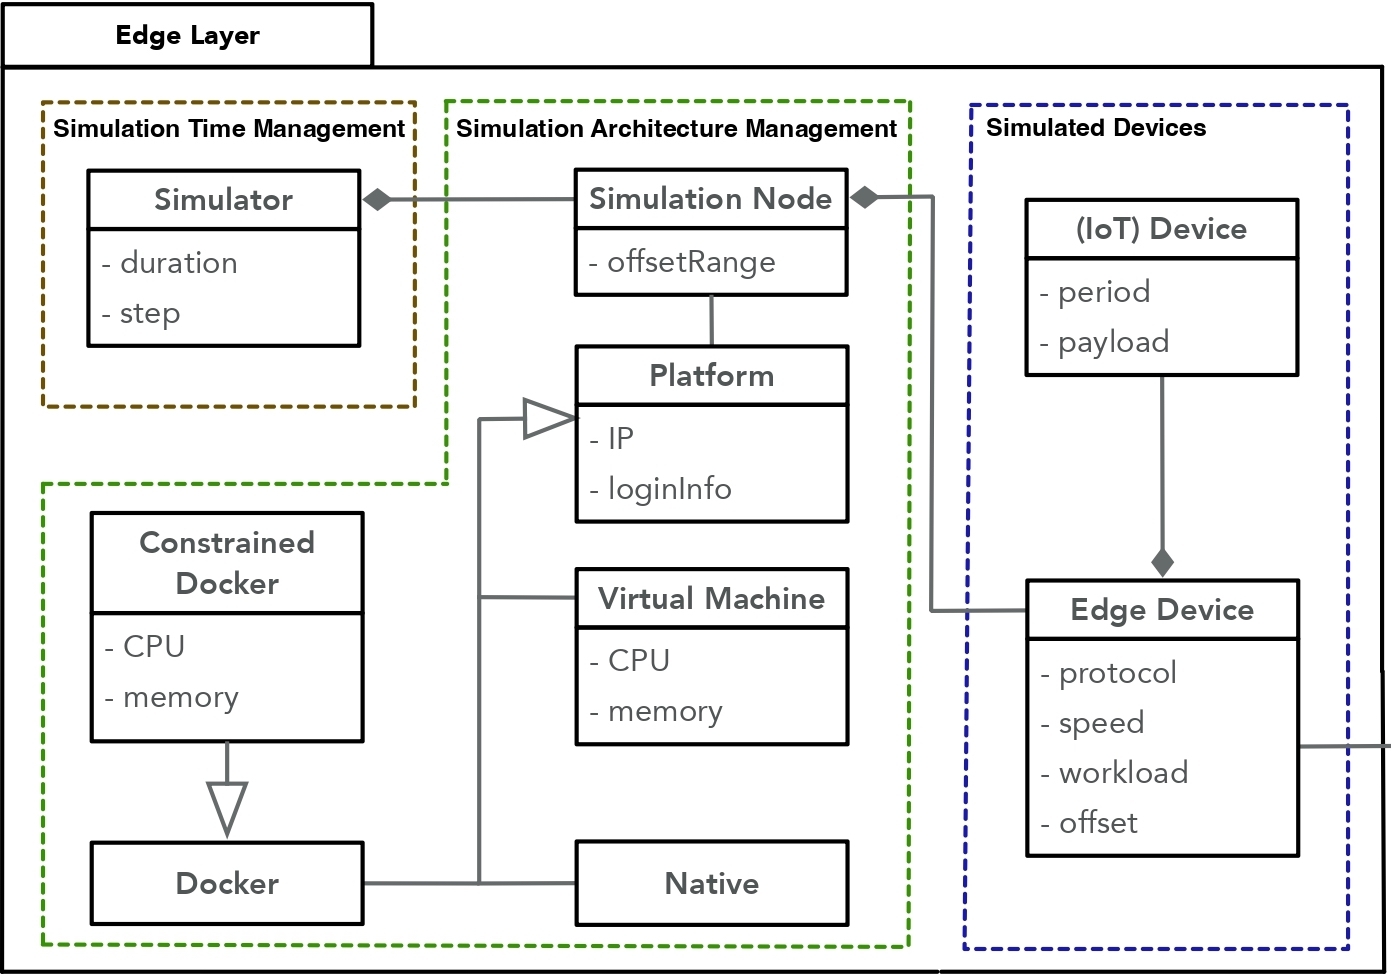 Edge Layer
Simulation Time Management
Simulator
- duration
- step
Simulation Architecture Management
Simulation Node
- offsetRange
Platform
- IP
- loginInfo
Constrained
Docker
- CPU
- memory
Virtual Machine
- CPU
- memory
Docker
Native
Simulated Devices
(IoT) Device
- period
- payload
Edge Device
- protocol
- speed
- workload
- offset